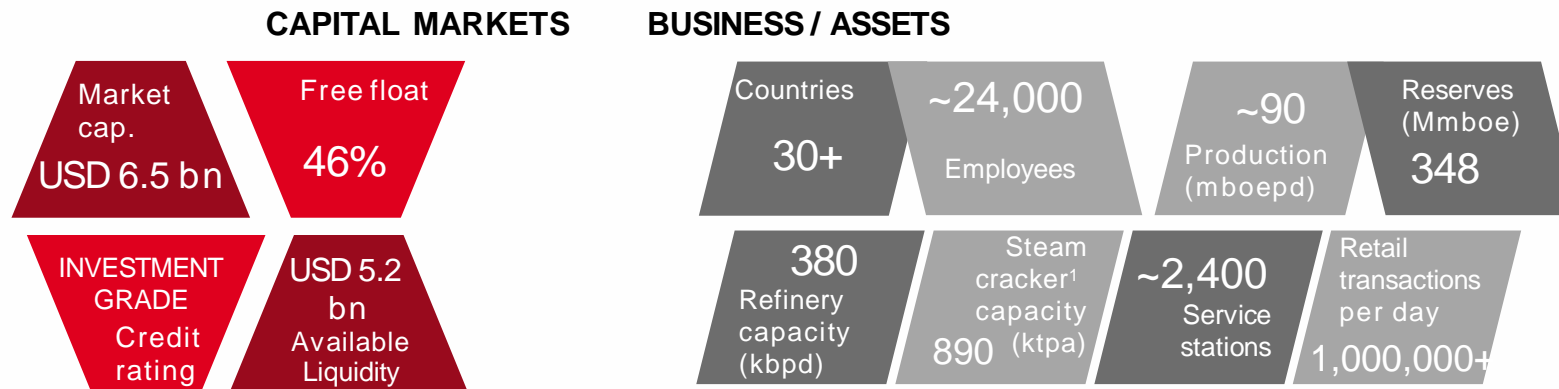 CAPITAL MARKETS
Market
cap.
USD 6.5 bn
Free float
46%
INVESTMENT
GRADE
Credit
rating
USD 5.2
bn
Available
Liquidity
BUSINESS / ASSETS
Countries
30+
~24,000
Employees
~90
Production
(mboepd)
Reserves
(Mmboe)
348
380
Refinery
capacity
(kbpd)
Steam
cracker¹
capacity
890 (ktpa)
~2,400
Service
stations
Retail
transactions
per day
1,000,000+